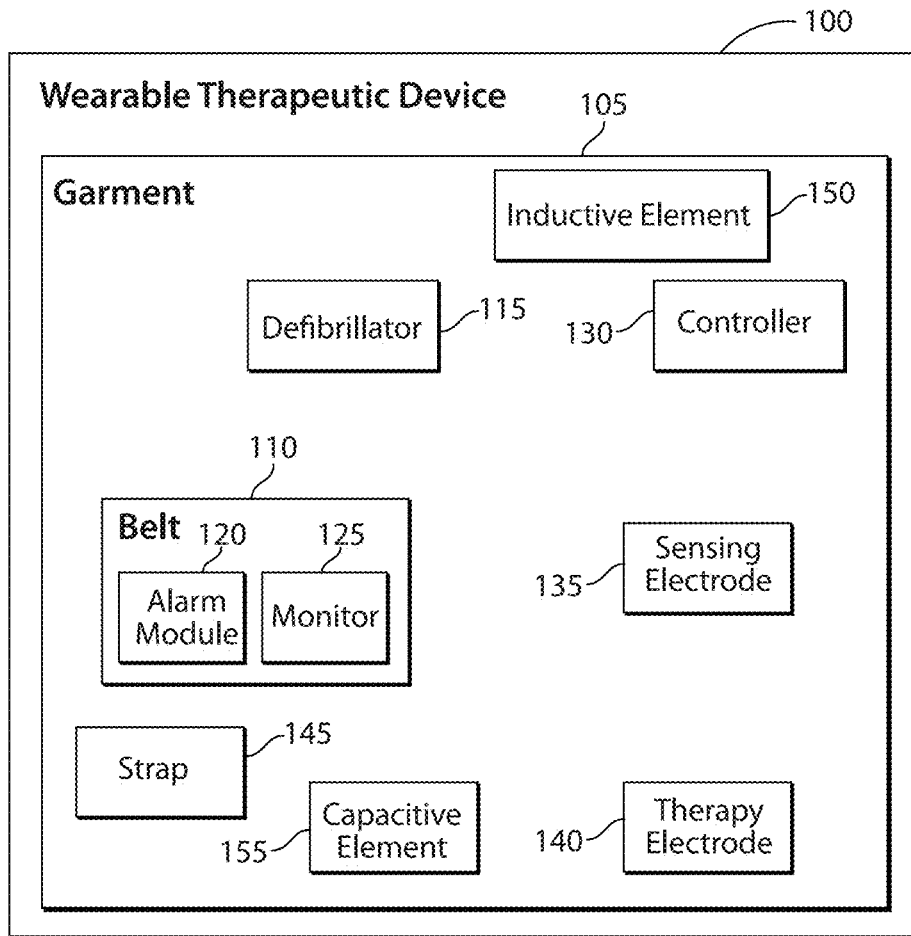 100
Wearable Therapeutic Device
105
Garment
Inductive Element
150
Defibrillator
115
130
Controller
110
Belt
120
125
Alarm
Module
Monitor
135
Sensing
Electrode
Strap
145
155
Capacitive
Element
140
Therapy
Electrode